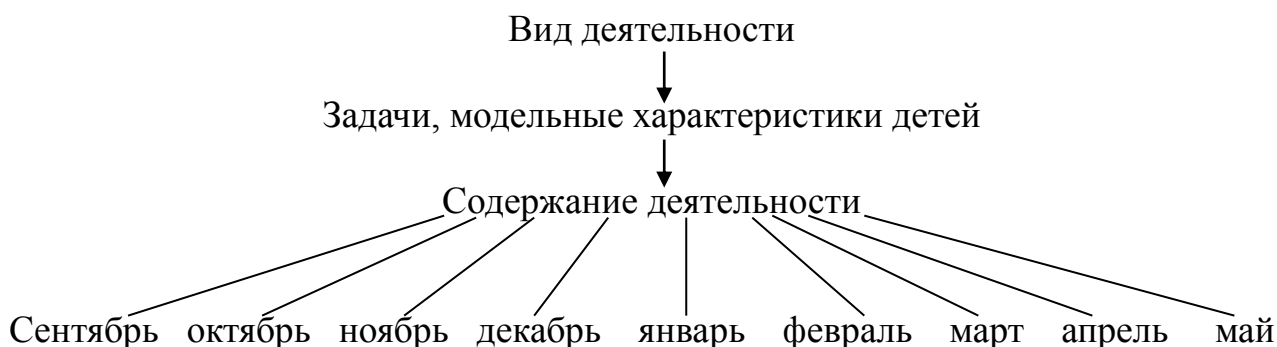 Вид деятельности
Задачи, модельные характеристики детей
Содержание деятельности
Сентябрь октябрь ноябрь декабрь январь февраль март апрель май